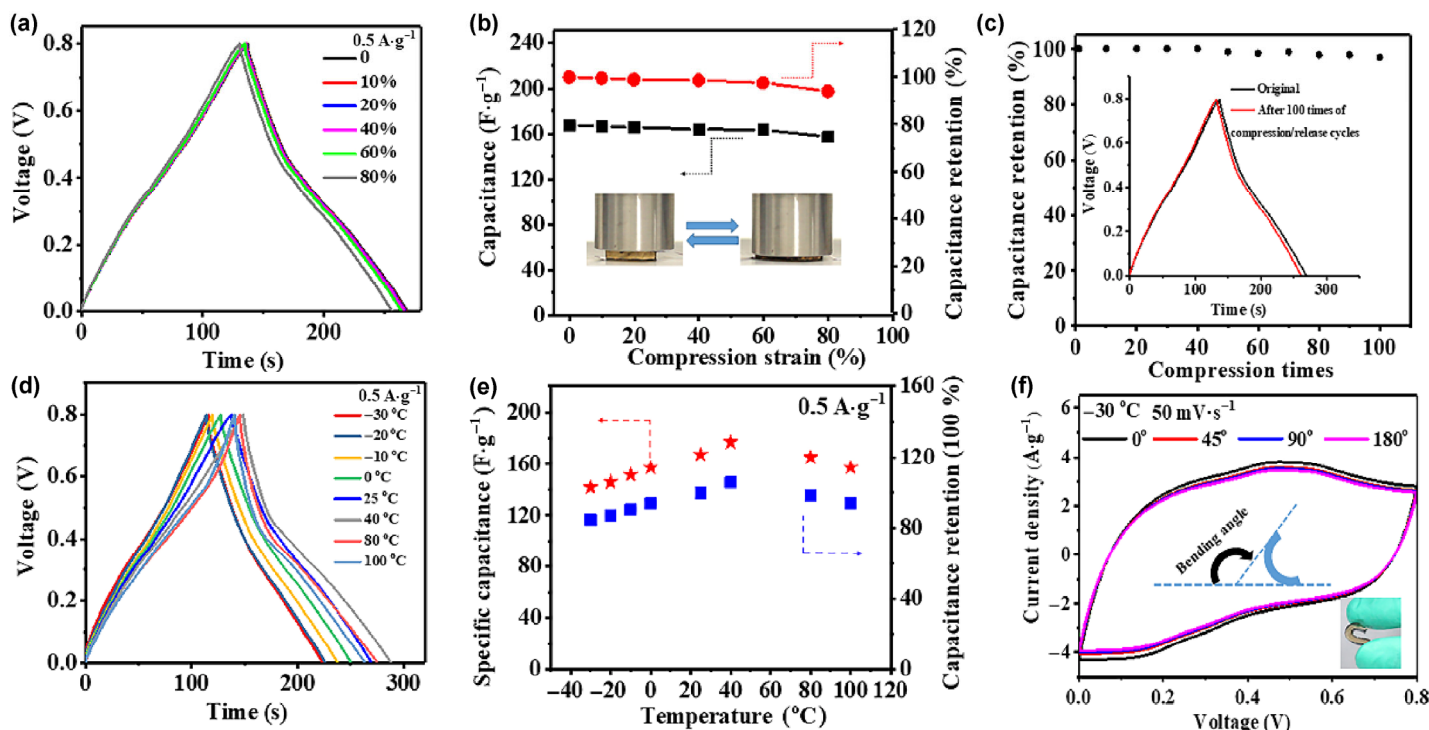 (a)
0.5 A·g⁻¹
0
10%
20%
40%
60%
80%
0.8
0.6
0.4
0.2
0.0
Voltage (V)
0
100
200
Time (s)
(b)
240
200
160
120
80
40
0
Capacitance (F·g⁻¹)
120
100
80
60
40
20
0
Capacitance retention (%)
0 20 40 60 80 100
Compression strain (%)
(c)
100
80
60
40
20
0
Capacitance retention (%)
Original
After 100 times of
compression/release cycles
0.8
0.4
0.0
Voltage (V)
0 100 200 300
Time (s)
0 20 40 60 80 100
Compression times
(d)
0.5 A·g⁻¹
−30 °C
−20 °C
−10 °C
0 °C
25 °C
40 °C
80 °C
100 °C
0.8
0.6
0.4
0.2
0.0
Voltage (V)
0 100 200 300
Time (s)
(e)
0.5 A·g⁻¹
200
160
120
80
40
0
Specific capacitance (F·g⁻¹)
160
120
80
40
0
Capacitance retention (100 %)
−40 −20 0 20 40 60 80 100
Temperature (°C)
(f)
−30 °C 50 mV·s⁻¹
0° 45° 90° 180°
6
4
2
0
−2
−4
Current density (A·g⁻¹)
Bending angle
0.0 0.2 0.4 0.6 0.8
Voltage (V)